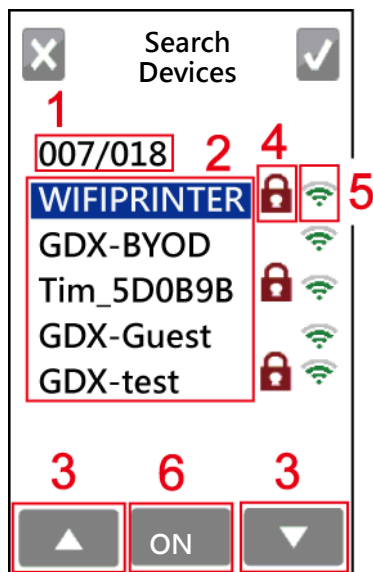 Search
Devices
1
007/018 2 4
WIFIPRINTER 5
GDX-BYOD
Tim_5D0B9B
GDX-Guest
GDX-test
3 6 3
ON